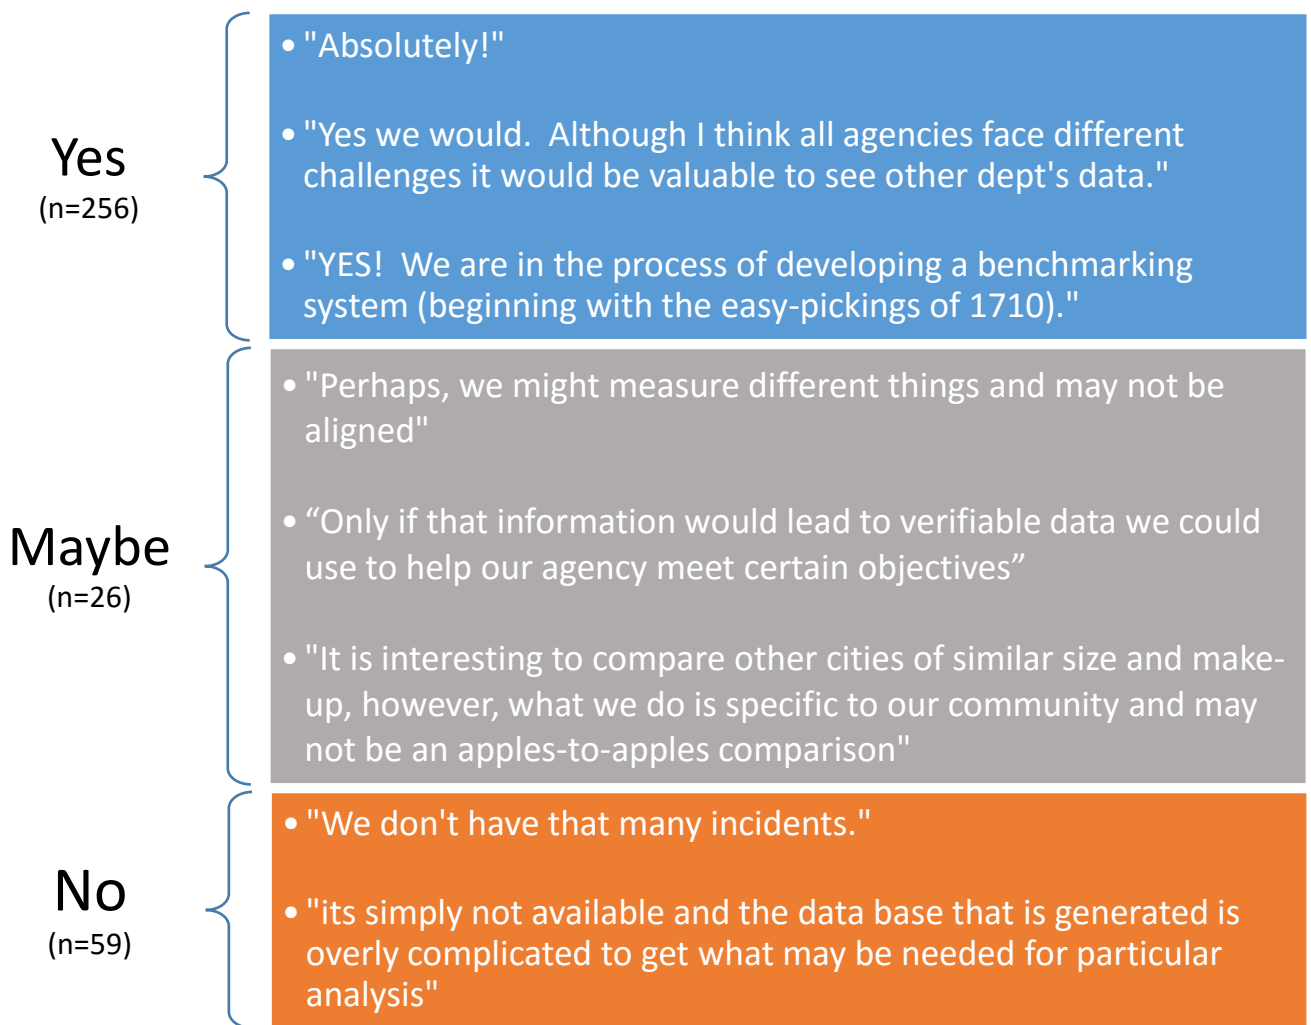 Yes
(n=256)
• "Absolutely!"
• "Yes we would.  Although I think all agencies face different
challenges it would be valuable to see other dept's data."
• "YES!  We are in the process of developing a benchmarking
system (beginning with the easy-pickings of 1710)."
Maybe
(n=26)
• "Perhaps, we might measure different things and may not be
aligned"
• “Only if that information would lead to verifiable data we could
use to help our agency meet certain objectives”
• "It is interesting to compare other cities of similar size and make-
up, however, what we do is specific to our community and may
not be an apples-to-apples comparison"
No
(n=59)
• "We don't have that many incidents."
• "its simply not available and the data base that is generated is
overly complicated to get what may be needed for particular
analysis"